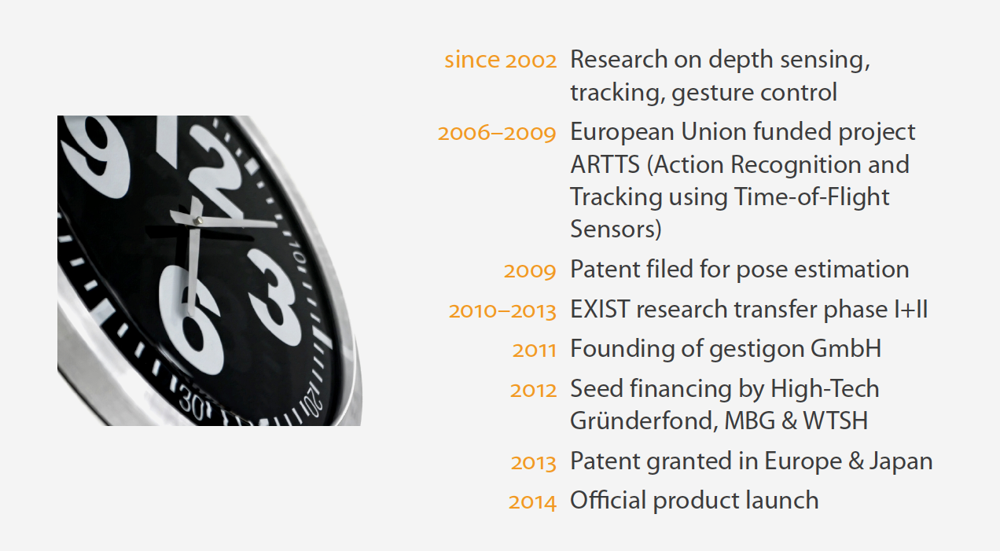 since 2002 Research on depth sensing,
tracking, gesture control
2006–2009 European Union funded project
ARTTS (Action Recognition and
Tracking using Time-of-Flight
Sensors)
2009 Patent filed for pose estimation
2010–2013 EXIST research transfer phase I+II
2011 Founding of gestigon GmbH
2012 Seed financing by High-Tech
Gründerfond, MBG & WTSH
2013 Patent granted in Europe & Japan
2014 Official product launch
9
12
3
6
10
20
30